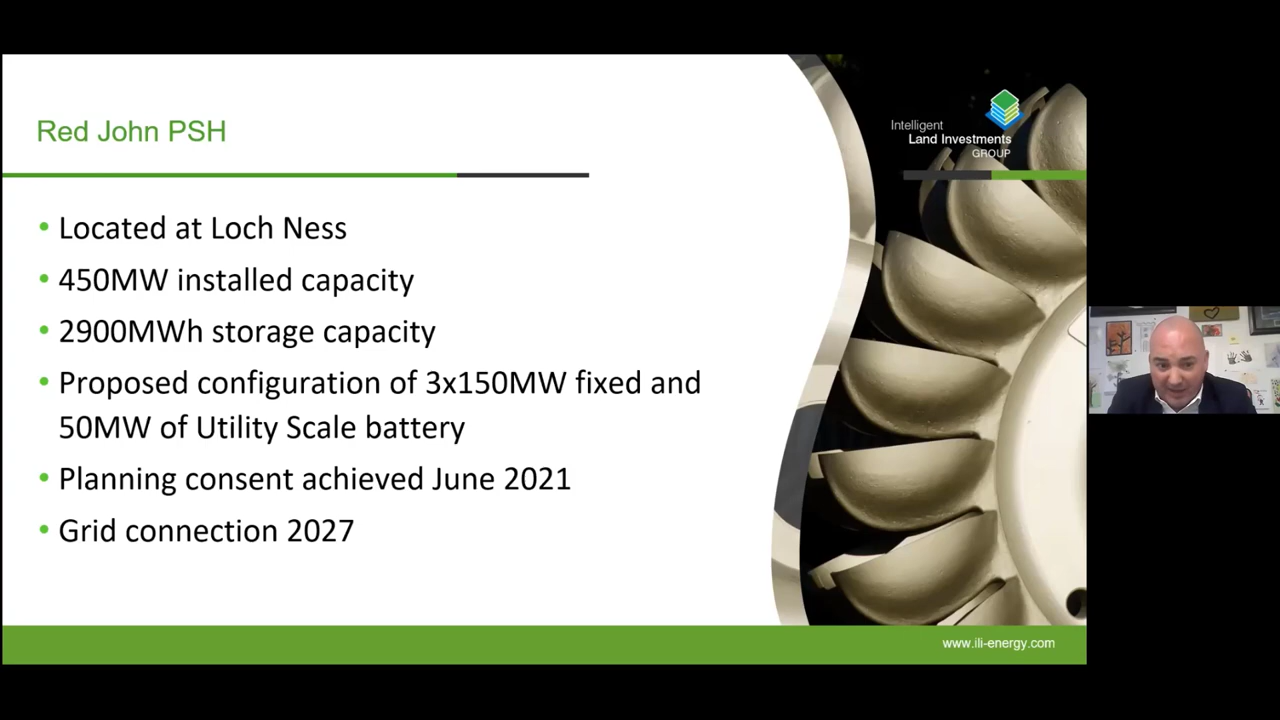 Red John PSH
Intelligent
Land Investments
GROUP
• Located at Loch Ness
• 450MW installed capacity
• 2900MWh storage capacity
• Proposed configuration of 3x150MW fixed and
50MW of Utility Scale battery
• Planning consent achieved June 2021
• Grid connection 2027
www.ili-energy.com